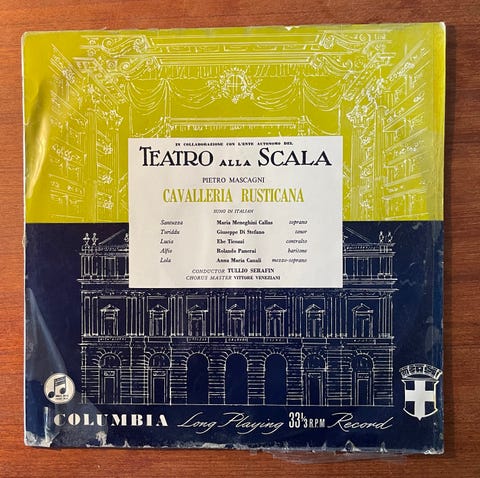 IN COLLABORAZIONE CON L'ENTE AUTONOMO DEL
TEATRO ALLA SCALA
PIETRO MASCAGNI
CAVALLERIA RUSTICANA
SUNG IN ITALIAN
Santuzza Maria Meneghini Callas soprano
Turiddu Giuseppe Di Stefano tenor
Lucia Ebe Ticozzi contralto
Alfio Rolando Panerai baritone
Lola Anna Maria Canali mezzo-soprano
CONDUCTOR TULLIO SERAFIN
CHORUS MASTER VITTORE VENEZIANI
COLUMBIA Long Playing 33⅓ R.P.M Record